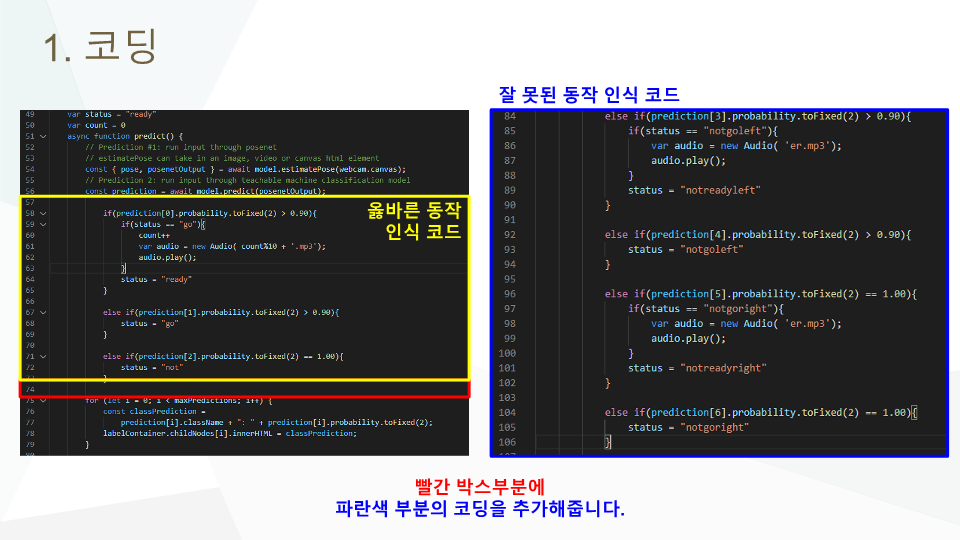 1. 코딩
49 var status = "ready"
50 var count = 0
51 async function predict() {
52 // Prediction #1: run input through posenet
53 // estimatePose can take in an image, video or canvas html element
54 const { pose, posenetOutput } = await model.estimatePose(webcam.canvas);
55 // Prediction 2: run input through teachable machine classification model
56 const prediction = await model.predict(posenetOutput);
57
58 if(prediction[0].probability.toFixed(2) > 0.90){
59 if(status == "go"){
60 count++
61 var audio = new Audio( count%10 + '.mp3');
62 audio.play();
63 }
64 status = "ready"
65 }
66
67 else if(prediction[1].probability.toFixed(2) > 0.90){
68 status = "go"
69 }
70
71 else if(prediction[2].probability.toFixed(2) == 1.00){
72 status = "not"
73 }
74
75 for (let i = 0; i < maxPredictions; i++) {
76 const classPrediction =
77 prediction[i].className + ": " + prediction[i].probability.toFixed(2);
78 labelContainer.childNodes[i].innerHTML = classPrediction;
79 }
옳바른 동작
인식 코드
잘 못된 동작 인식 코드
84 else if(prediction[3].probability.toFixed(2) > 0.90){
85 if(status == "notgoleft"){
86 var audio = new Audio( 'er.mp3');
87 audio.play();
88 }
89 status = "notreadyleft"
90 }
91
92 else if(prediction[4].probability.toFixed(2) > 0.90){
93 status = "notgoleft"
94 }
95
96 else if(prediction[5].probability.toFixed(2) == 1.00){
97 if(status == "notgoright"){
98 var audio = new Audio( 'er.mp3');
99 audio.play();
100 }
101 status = "notreadyright"
102 }
103
104 else if(prediction[6].probability.toFixed(2) == 1.00){
105 status = "notgoright"
106 }
빨간 박스부분에
파란색 부분의 코딩을 추가해줍니다.